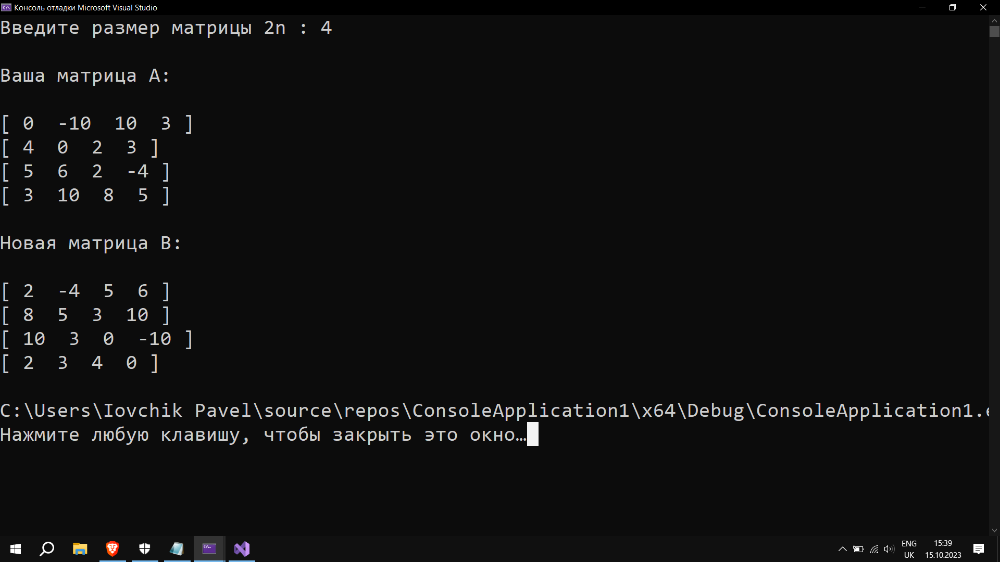 Консоль отладки Microsoft Visual Studio
Введите размер матрицы 2n : 4
Ваша матрица A:
[ 0  -10  10  3 ]
[ 4  0  2  3 ]
[ 5  6  2  -4 ]
[ 3  10  8  5 ]
Новая матрица B:
[ 2  -4  5  6 ]
[ 8  5  3  10 ]
[ 10  3  0  -10 ]
[ 2  3  4  0 ]
C:\Users\Iovchik Pavel\source\repos\ConsoleApplication1\x64\Debug\ConsoleApplication1.e
Нажмите любую клавишу, чтобы закрыть это окно…
ENG
UK
15:39
15.10.2023